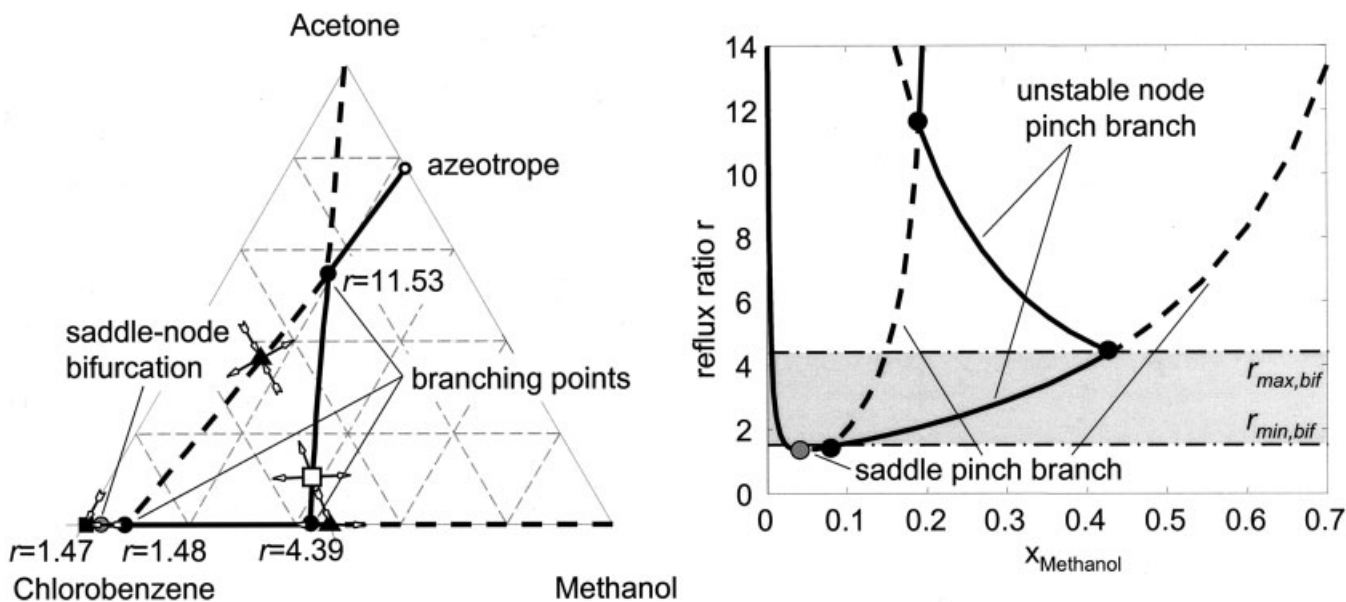 Acetone
azeotrope
r=11.53
saddle-node
bifurcation
branching points
r=1.47
r=1.48
r=4.39
Chlorobenzene
Methanol
14
12
10
8
6
4
2
0
reflux ratio r
unstable node
pinch branch
r_max,bif
r_min,bif
saddle pinch branch
0 0.1 0.2 0.3 0.4 0.5 0.6 0.7
x_Methanol